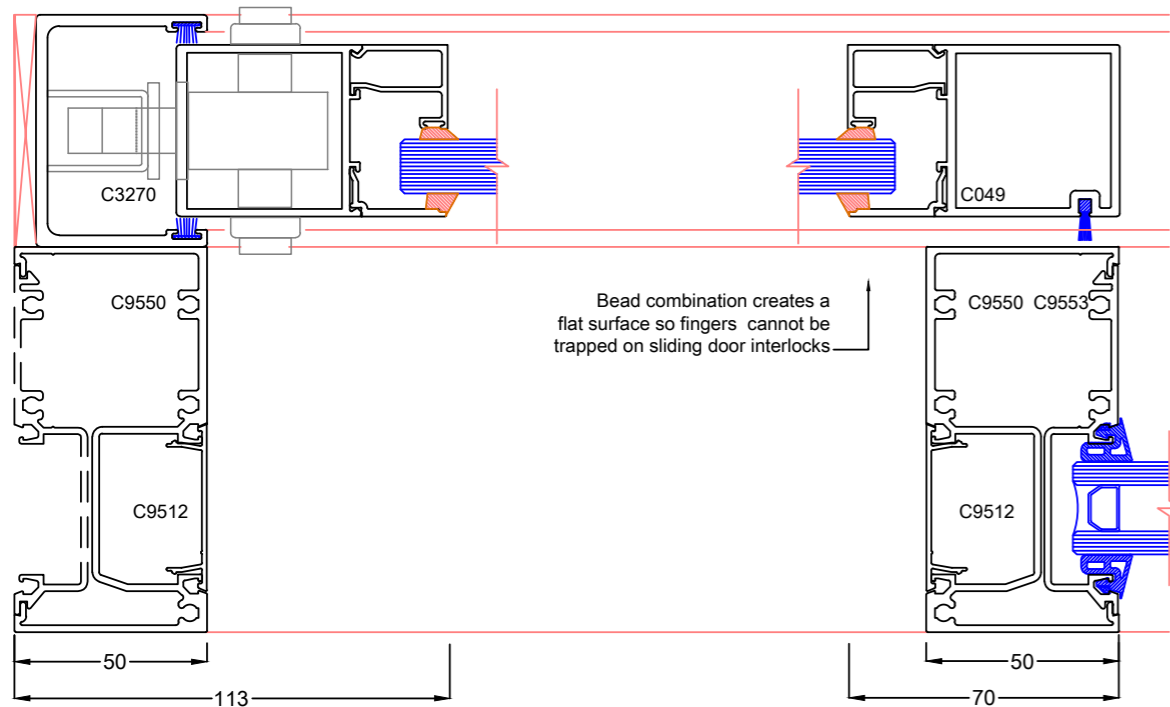 C3270
C049
C9550
Bead combination creates a
flat surface so fingers cannot be
trapped on sliding door interlocks
C9550 C9553
C9512
C9512
50
50
113
70